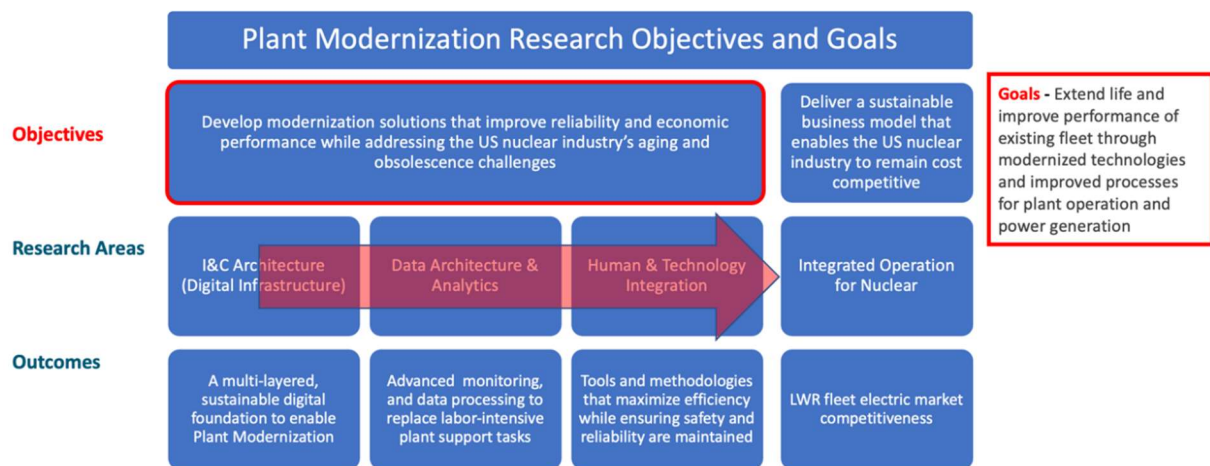 Plant Modernization Research Objectives and Goals
Objectives
Develop modernization solutions that improve reliability and economic
performance while addressing the US nuclear industry's aging and
obsolescence challenges
Deliver a sustainable
business model that
enables the US nuclear
industry to remain cost
competitive
Goals - Extend life and
improve performance of
existing fleet through
modernized technologies
and improved processes
for plant operation and
power generation
Research Areas
I&C Architecture
(Digital Infrastructure)
Data Architecture &
Analytics
Human & Technology
Integration
Integrated Operation
for Nuclear
Outcomes
A multi-layered,
sustainable digital
foundation to enable
Plant Modernization
Advanced monitoring,
and data processing to
replace labor-intensive
plant support tasks
Tools and methodologies
that maximize efficiency
while ensuring safety and
reliability are maintained
LWR fleet electric market
competitiveness